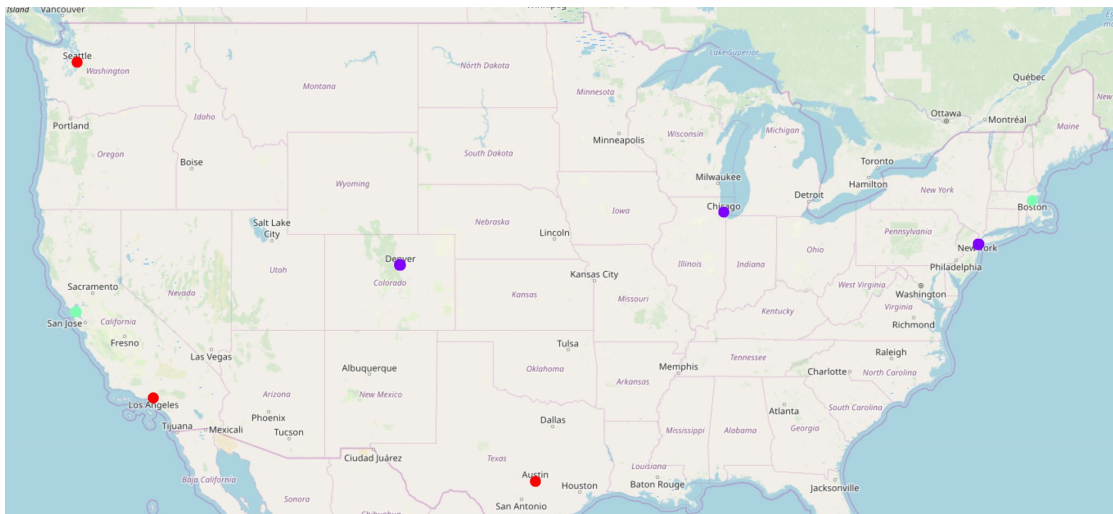 Island
Vancouver
Winnipeg
Seattle
Washington
North Dakota
Lake Superior
Montana
Minnesota
Québec
Ottawa
Montréal
Portland
Maine
Idaho
Oregon
Minneapolis
Wisconsin
Michigan
Boise
South Dakota
Toronto
Milwaukee
Hamilton
Wyoming
New York
Detroit
Chicago
Boston
Iowa
Salt Lake
City
Nebraska
Lincoln
Pennsylvania
New York
Denver
Ohio
Utah
Illinois
Indiana
Philadelphia
Colorado
Kansas City
Sacramento
Nevada
Kansas
Missouri
West Virginia
Washington
Virginia
San Jose
California
Kentucky
Richmond
Fresno
Las Vegas
Tulsa
Raleigh
Tennessee
Albuquerque
Oklahoma
Memphis
Charlotte
North Carolina
Arkansas
Arizona
New Mexico
Los Angeles
South Carolina
Atlanta
Phoenix
Dallas
Tijuana
Mexicali
Tucson
Mississippi
Alabama
Georgia
Ciudad Juárez
Texas
Louisiana
Austin
Baja California
Houston
Baton Rouge
Jacksonville
Sonora
San Antonio
Chihuahua